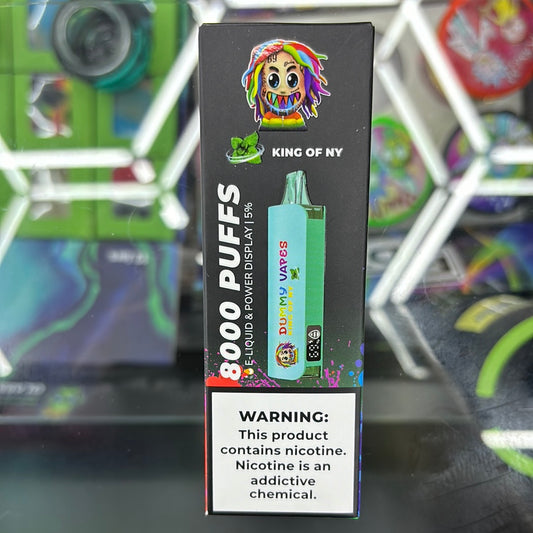 69
KING OF NY
8000 PUFFS
E-LIQUID & POWER DISPLAY | 5%
DUMMY VAPES
WARNING:
This product
contains nicotine.
Nicotine is an
addictive
chemical.